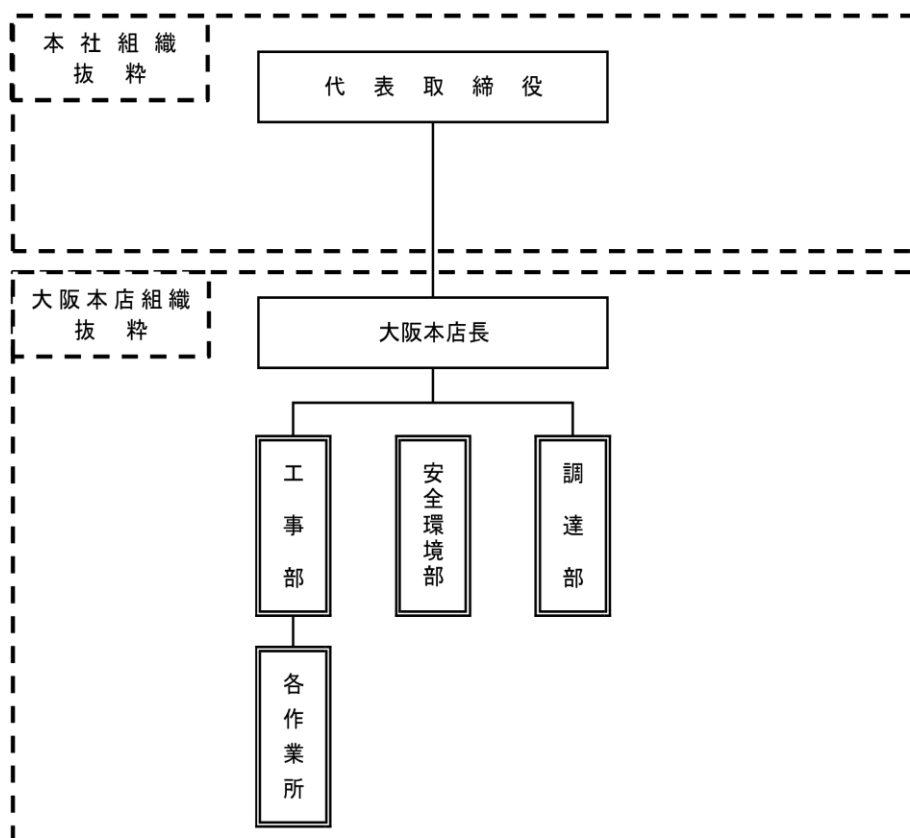 本社組織
抜粋
代表取締役
大阪本店組織
抜粋
大阪本店長
工事部
安全環境部
調達部
各作業所